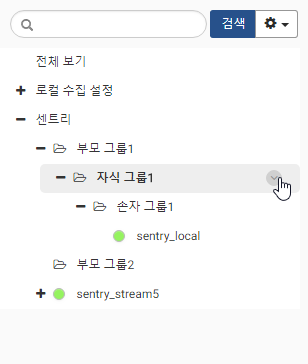 검색
전체 보기
로컬 수집 설정
센트리
부모 그룹1
자식 그룹1
손자 그룹1
sentry_local
부모 그룹2
sentry_stream5